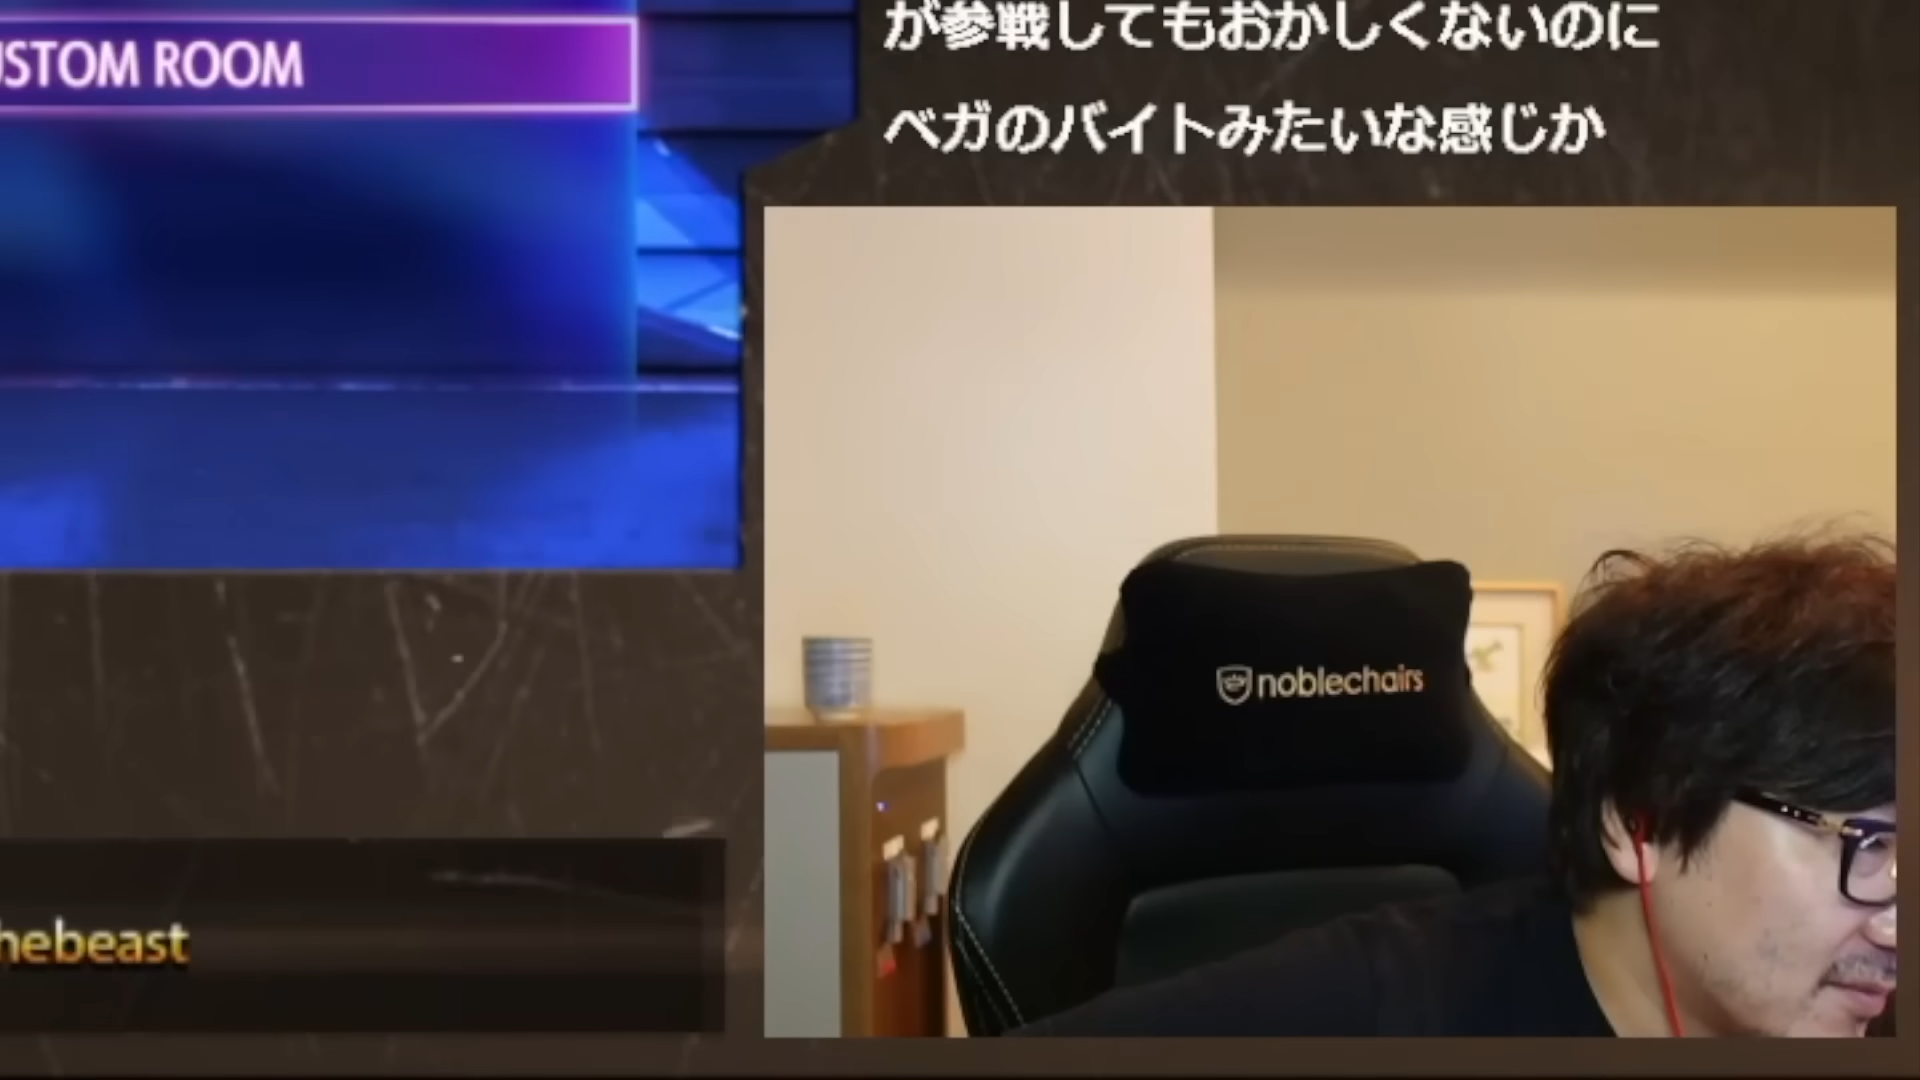 USTOM ROOM
が参戦してもおかしくないのに
ベガのバイトみたいな感じか
noblechairs
hebeast